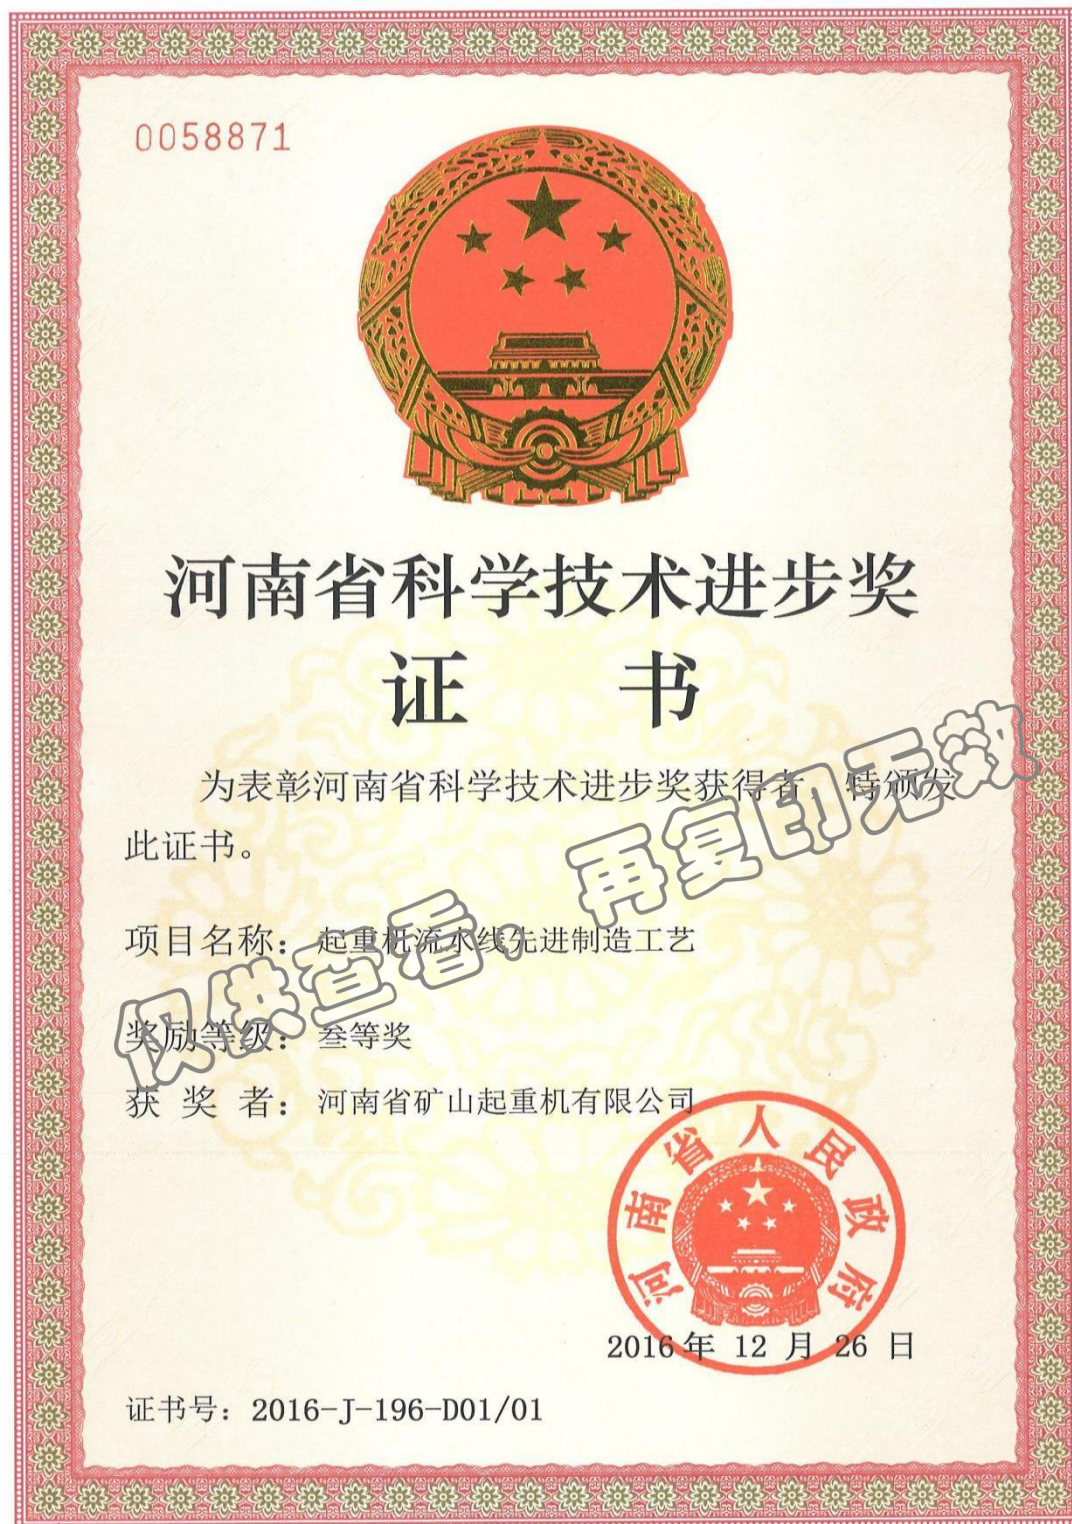 0058871
河南省科学技术进步奖
证 书
为表彰河南省科学技术进步奖获得者 特颁发
此证书。
项目名称：起重机流水线先进制造工艺
奖励等级：叁等奖
获 奖 者：河南省矿山起重机有限公司
河南省人民政府
2016年 12 月 26 日
证书号：2016-J-196-D01/01
仅供查看，再复印无效